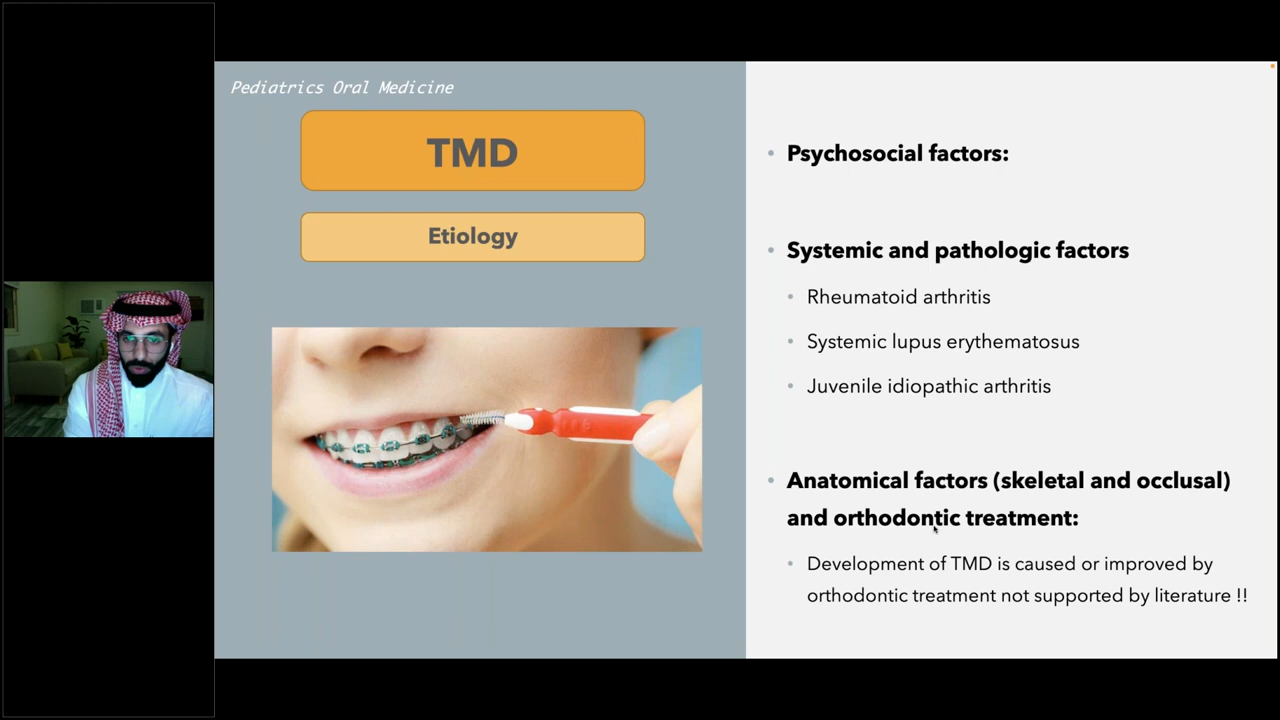 Pediatrics Oral Medicine
TMD
Etiology
• Psychosocial factors:
• Systemic and pathologic factors
• Rheumatoid arthritis
• Systemic lupus erythematosus
• Juvenile idiopathic arthritis
• Anatomical factors (skeletal and occlusal)
and orthodontic treatment:
• Development of TMD is caused or improved by
orthodontic treatment not supported by literature !!